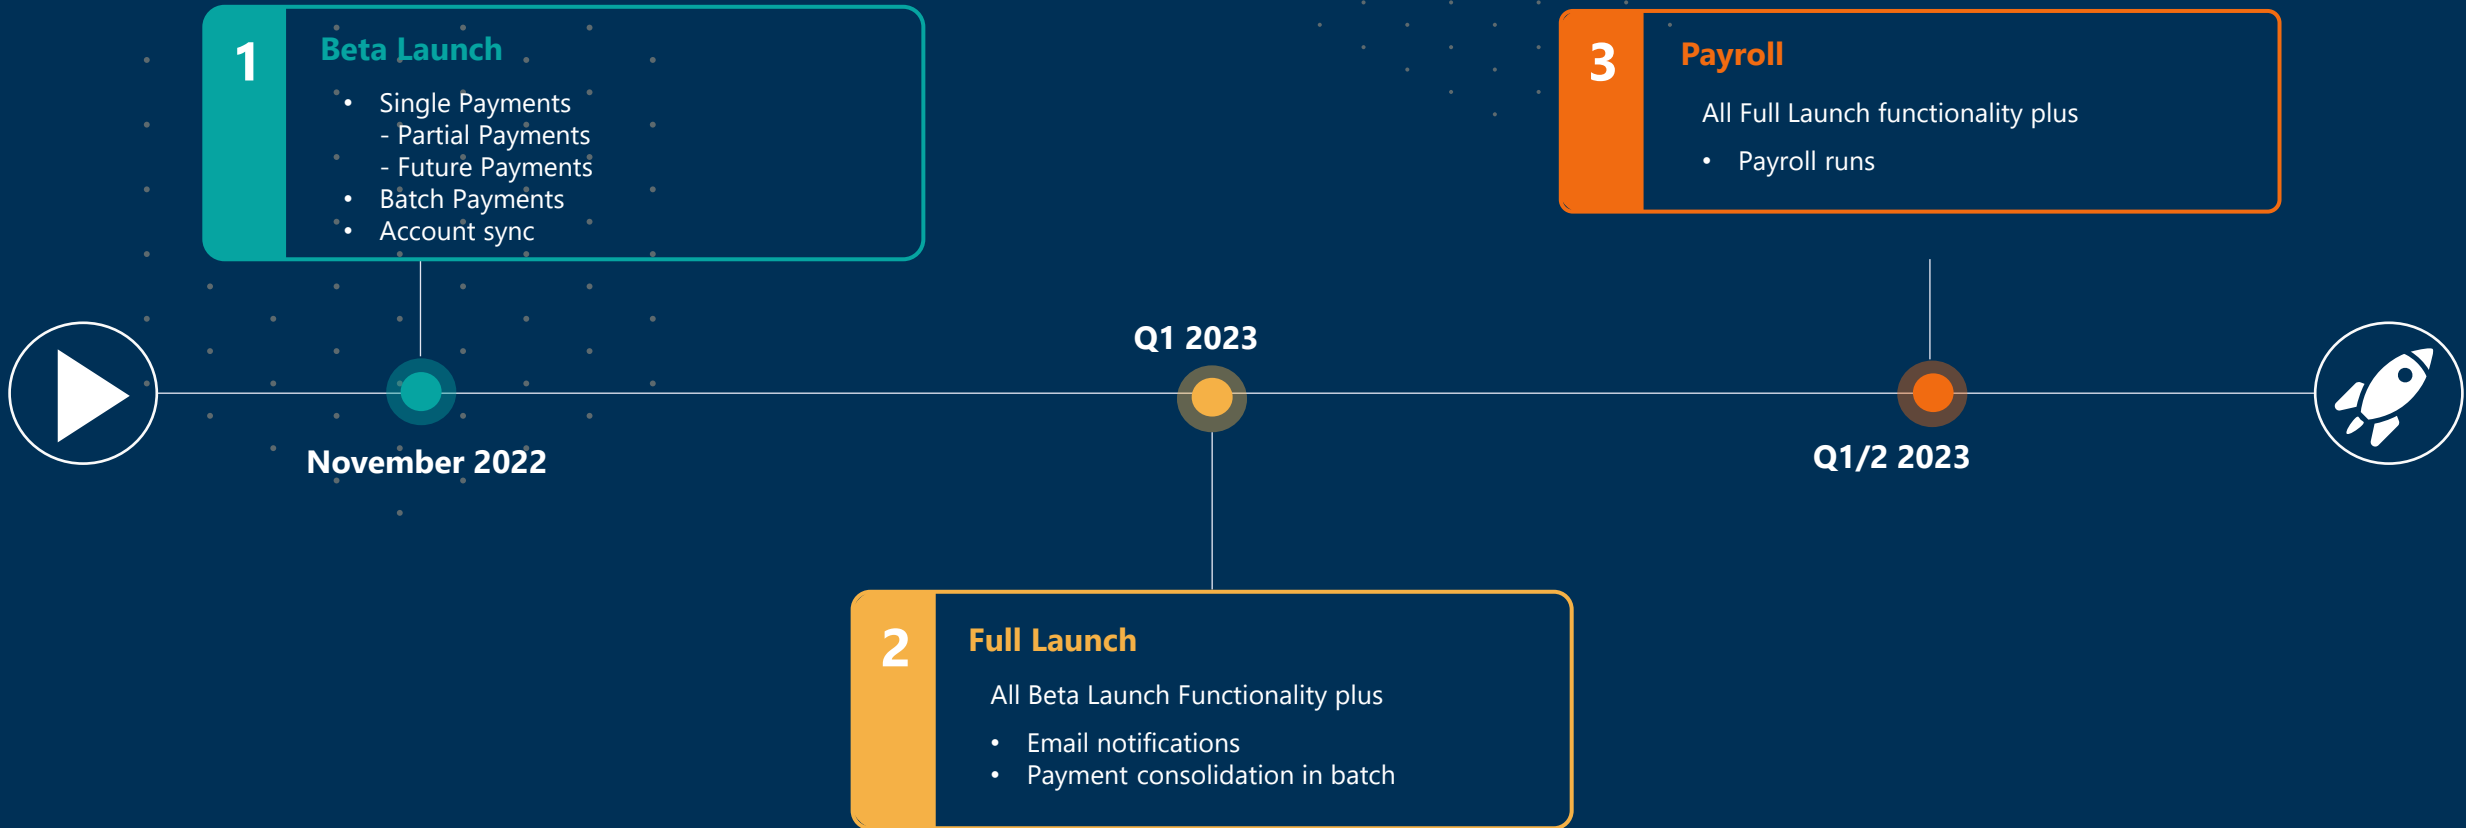 1
Beta Launch
• Single Payments
- Partial Payments
- Future Payments
• Batch Payments
• Account sync
November 2022
Q1 2023
2
Full Launch
All Beta Launch Functionality plus
• Email notifications
• Payment consolidation in batch
3
Payroll
All Full Launch functionality plus
• Payroll runs
Q1/2 2023